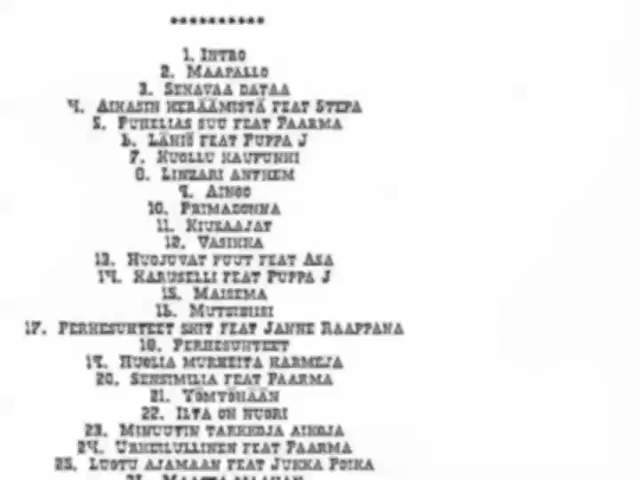 **********
1. Intro
2. Maapallo
3. Sekavaa dataa
4. Aikasin heräämistä feat Stepa
5. Puhelias suu feat Paarma
6. Lähiö feat Puppa J
7. Kuollu kaupunki
8. Linzari anthem
9. Aingo
10. Primadonna
11. Kiusaajat
12. Vasikka
13. Huojuvat puut feat Asa
14. Karuselli feat Puppa J
15. Maisema
16. Mutsibiisi
17. Perhesuhteet shit feat Janne Raappana
18. Perhesuhteet
19. Huolia murheita karmeja
20. Sensimilia feat Paarma
21. Yömyöhään
22. Ilta on nuori
23. Minuutin tarkkoja aikoja
24. Urheilullinen feat Paarma
25. Luotu ajamaan feat Jukka Poika